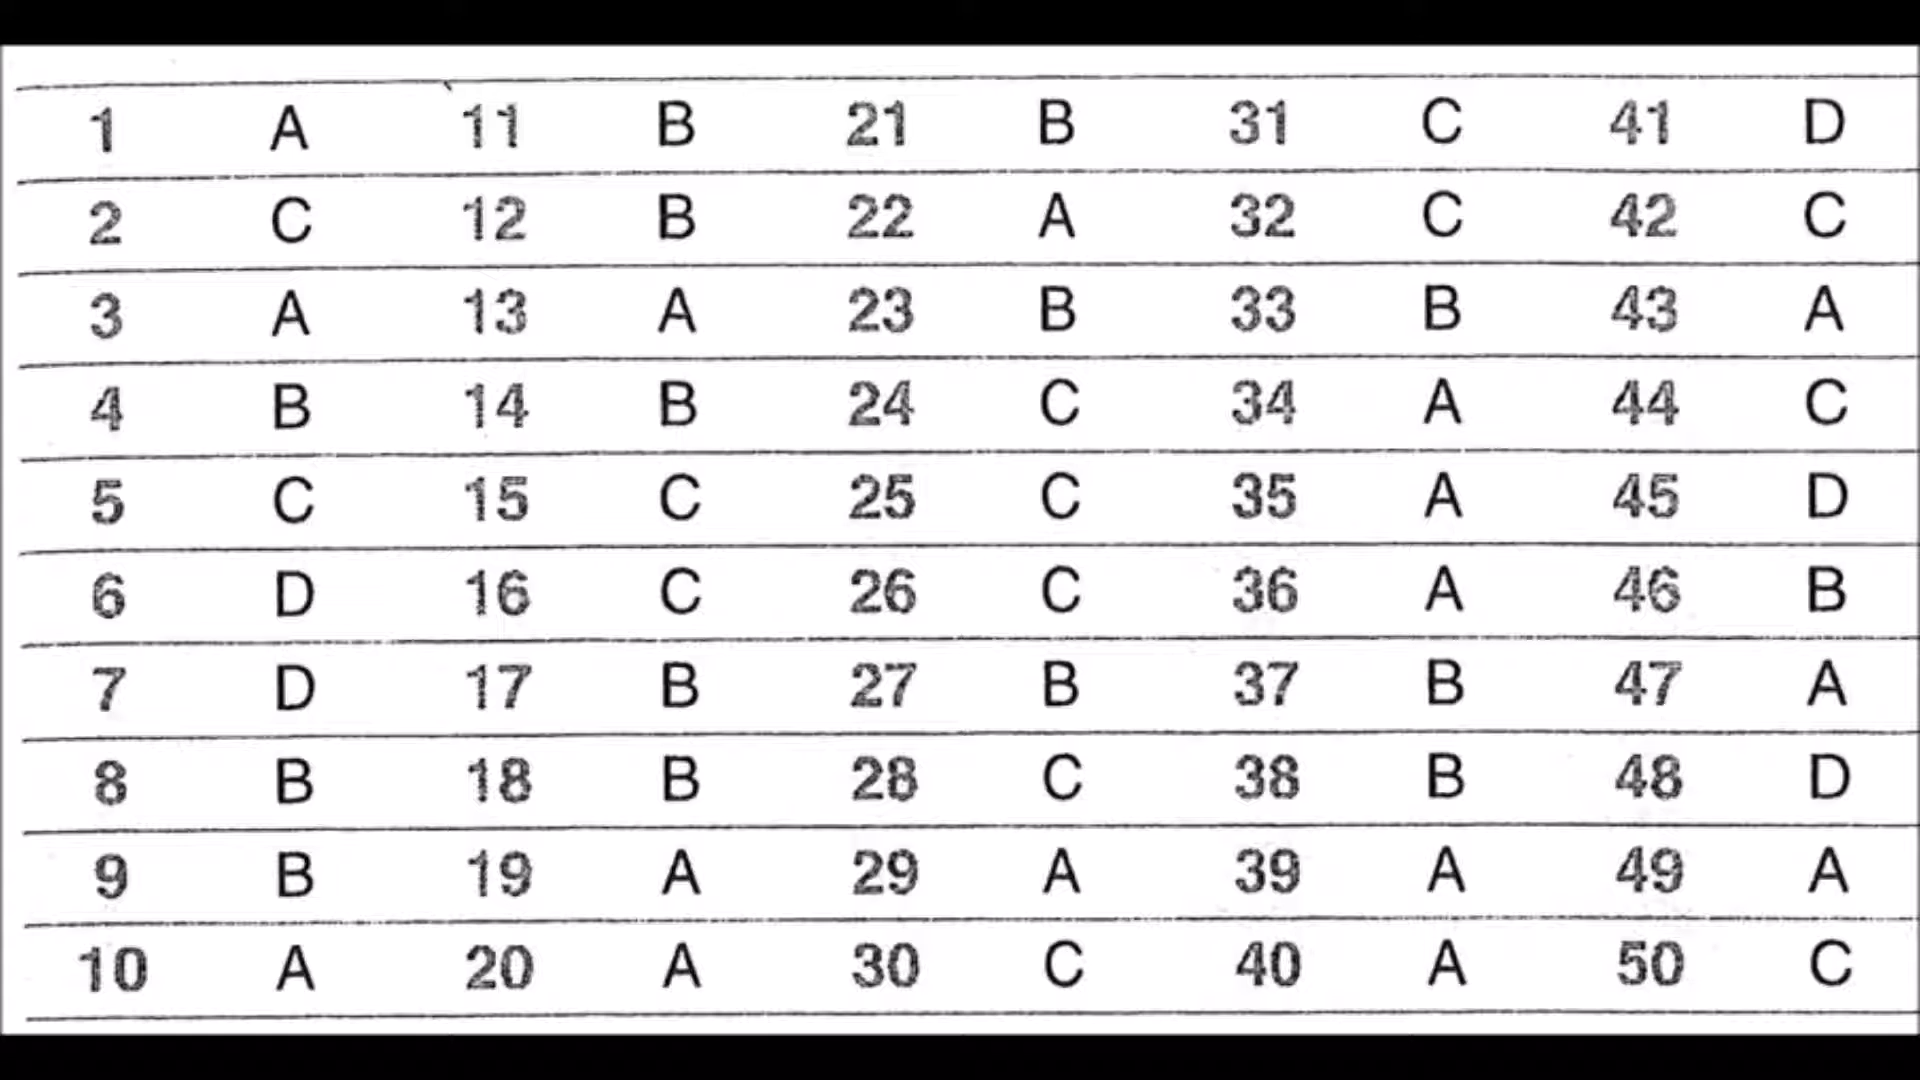 1 A 11 B 21 B 31 C 41 D
2 C 12 B 22 A 32 C 42 C
3 A 13 A 23 B 33 B 43 A
4 B 14 B 24 C 34 A 44 C
5 C 15 C 25 C 35 A 45 D
6 D 16 C 26 C 36 A 46 B
7 D 17 B 27 B 37 B 47 A
8 B 18 B 28 C 38 B 48 D
9 B 19 A 29 A 39 A 49 A
10 A 20 A 30 C 40 A 50 C